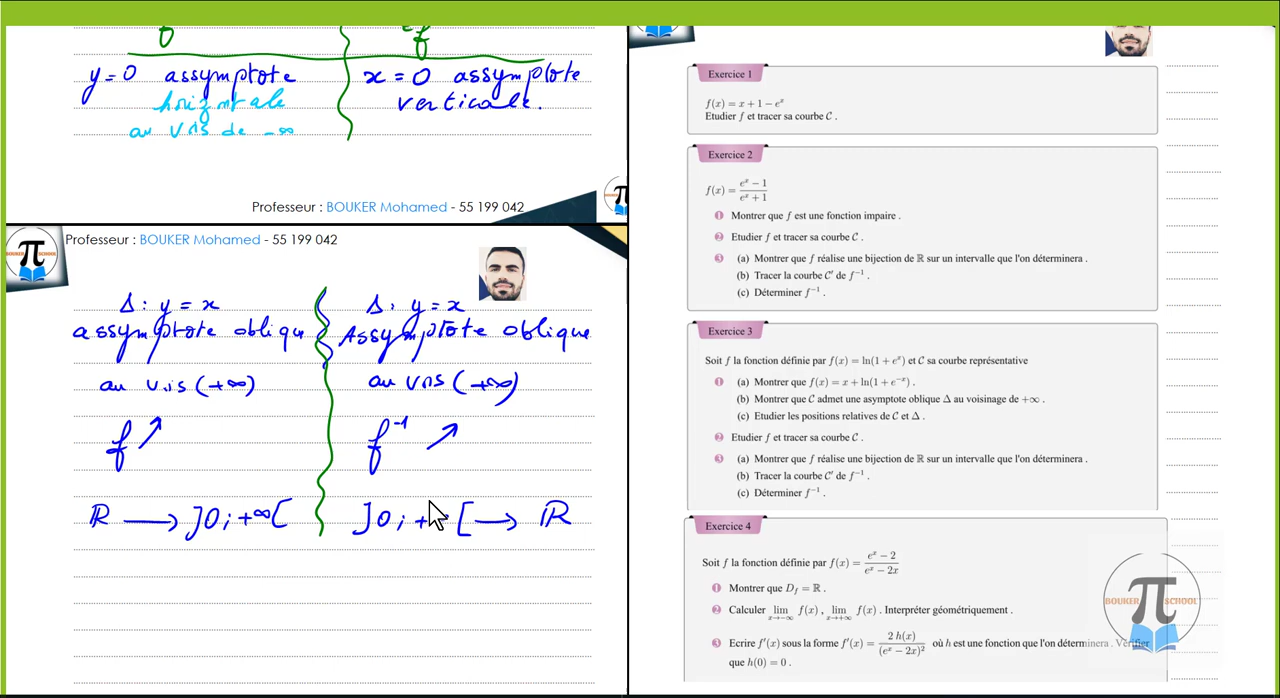 f
C f
y = 0 assymptote
horizontale
au Vois de -∞
x = 0 assymptote
verticale.
Professeur : BOUKER Mohamed - 55 199 042
Professeur : BOUKER Mohamed - 55 199 042
Δ : y = x
assymptote oblique
au vois (+∞)
f ↗
ℝ → ]0; +∞[
Δ : y = x
Assymptote oblique
au vois (+∞)
f⁻¹ ↗
]0; +∞[ → ℝ
Exercice 1
f(x) = x + 1 − eˣ
Etudier f et tracer sa courbe C .
Exercice 2
f(x) = (eˣ − 1)/(eˣ + 1)
1 Montrer que f est une fonction impaire .
2 Etudier f et tracer sa courbe C .
3 (a) Montrer que f réalise une bijection de ℝ sur un intervalle que l'on déterminera .
(b) Tracer la courbe C′ de f⁻¹ .
(c) Déterminer f⁻¹ .
Exercice 3
Soit f la fonction définie par f(x) = ln(1 + eˣ) et C sa courbe représentative
1 (a) Montrer que f(x) = x + ln(1 + e⁻ˣ) .
(b) Montrer que C admet une asymptote oblique Δ au voisinage de +∞ .
(c) Etudier les positions relatives de C et Δ .
2 Etudier f et tracer sa courbe C .
3 (a) Montrer que f réalise une bijection de ℝ sur un intervalle que l'on déterminera .
(b) Tracer la courbe C′ de f⁻¹ .
(c) Déterminer f⁻¹ .
Exercice 4
Soit f la fonction définie par f(x) = (eˣ − 2)/(eˣ − 2x)
1 Montrer que D_f = ℝ .
2 Calculer lim x→−∞ f(x) , lim x→+∞ f(x) . Interpréter géométriquement .
3 Ecrire f′(x) sous la forme f′(x) = 2 h(x)/(eˣ − 2x)² où h est une fonction que l'on déterminera . Vérifier
que h(0) = 0 .
BOUKER SCHOOL